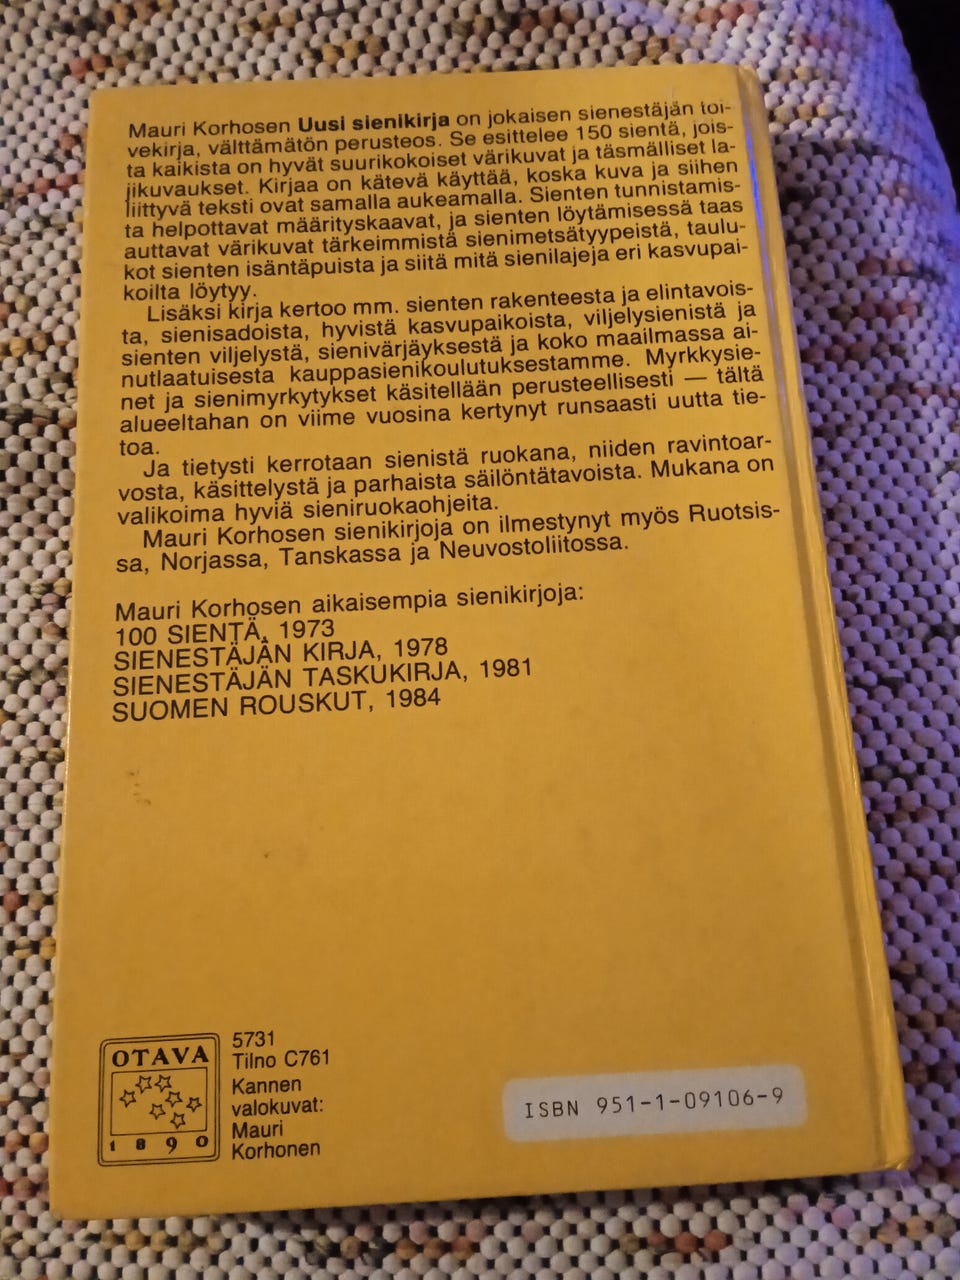 Mauri Korhosen Uusi sienikirja on jokaisen sienestäjän toi-
vekirja, välttämätön perusteos. Se esittelee 150 sientä, jois-
ta kaikista on hyvät suurikokoiset värikuvat ja täsmälliset la-
jikuvaukset. Kirjaa on kätevä käyttää, koska kuva ja siihen
liittyvä teksti ovat samalla aukeamalla. Sienten tunnistamis-
ta helpottavat määrityskaavat, ja sienten löytämisessä taas
auttavat värikuvat tärkeimmistä sienimetsätyypeistä, taulu-
kot sienten isäntäpuista ja siitä mitä sienilajeja eri kasvupai-
koilta löytyy.
Lisäksi kirja kertoo mm. sienten rakenteesta ja elintavois-
ta, sienisadoista, hyvistä kasvupaikoista, viljelysienistä ja
sienten viljelystä, sienivärjäyksestä ja koko maailmassa ai-
nutlaatuisesta kauppasienikoulutuksestamme. Myrkkysie-
net ja sienimyrkytykset käsitellään perusteellisesti — tältä
alueeltahan on viime vuosina kertynyt runsaasti uutta tie-
toa.
Ja tietysti kerrotaan sienistä ruokana, niiden ravintoar-
vosta, käsittelystä ja parhaista säilöntätavoista. Mukana on
valikoima hyviä sieniruokaohjeita.
Mauri Korhosen sienikirjoja on ilmestynyt myös Ruotsis-
sa, Norjassa, Tanskassa ja Neuvostoliitossa.
Mauri Korhosen aikaisempia sienikirjoja:
100 SIENTÄ, 1973
SIENESTÄJÄN KIRJA, 1978
SIENESTÄJÄN TASKUKIRJA, 1981
SUOMEN ROUSKUT, 1984
OTAVA
1890
5731
Tilno C761
Kannen
valokuvat:
Mauri
Korhonen
ISBN 951-1-09106-9